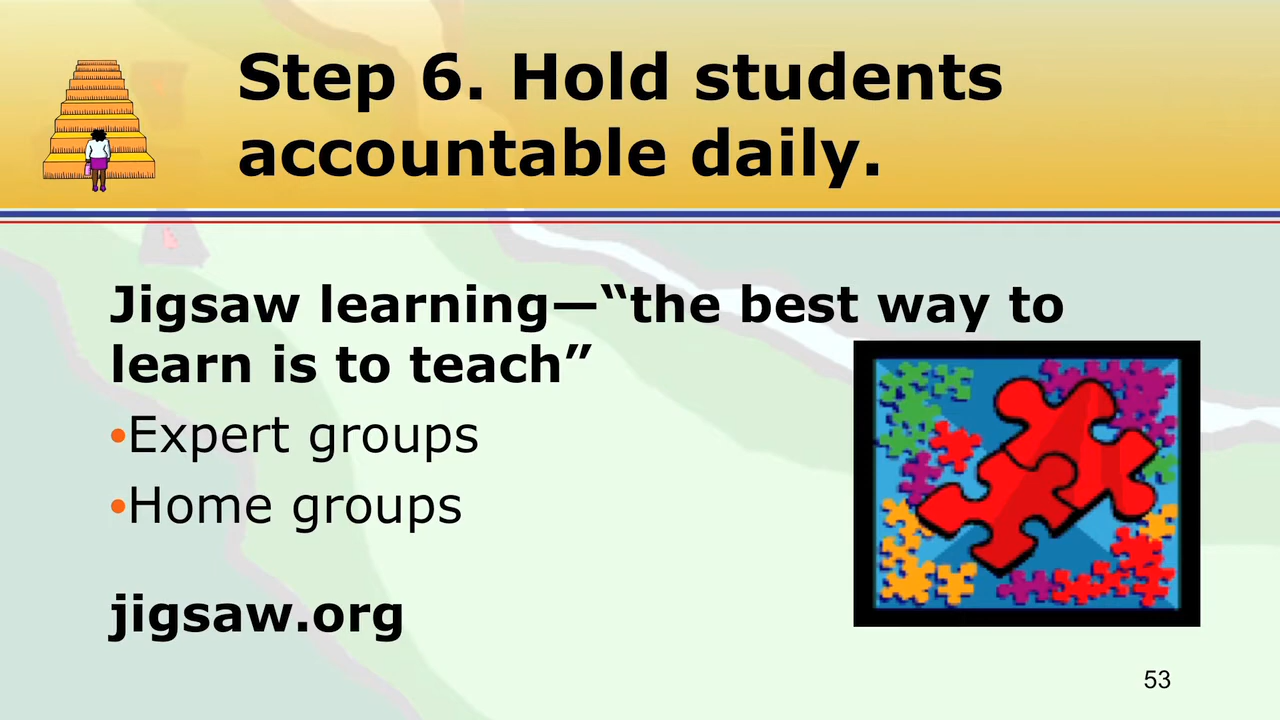 Step 6. Hold students
accountable daily.
Jigsaw learning—“the best way to
learn is to teach”
•Expert groups
•Home groups
jigsaw.org
53